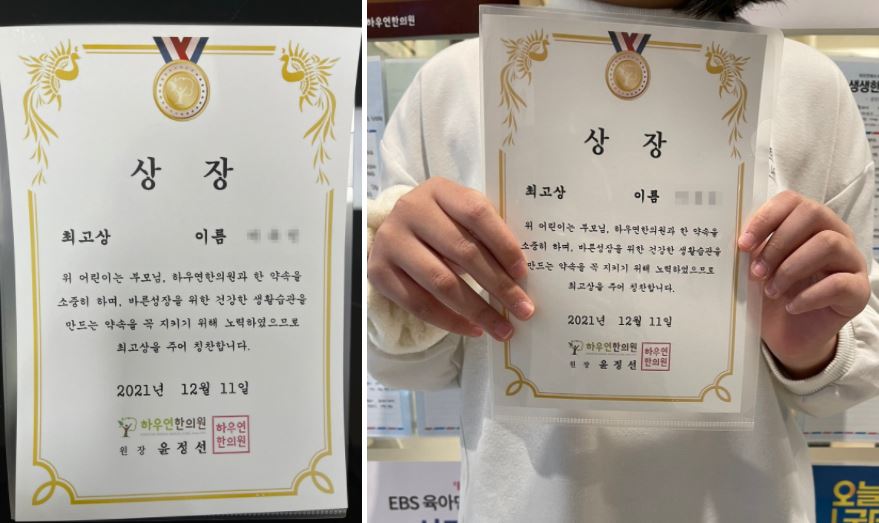 상 장
최고상 이름
위 어린이는 부모님, 하우연한의원과 한 약속을
소중히 하며, 바른성장을 위한 건강한 생활습관을
만드는 약속을 꼭 지키기 위해 노력하였으므로
최고상을 주어 칭찬합니다.
2021년 12월 11일
하우연한의원
하우연
한의원
원 장 윤정선
하우연한의원
상 장
최고상 이름
위 어린이는 부모님, 하우연한의원과 한 약속을
소중히 하며, 바른성장을 위한 건강한 생활습관을
만드는 약속을 꼭 지키기 위해 노력하였으므로
최고상을 주어 칭찬합니다.
2021년 12월 11일
하우연한의원
하우연
한의원
원 장 윤정선
생생한
EBS 육아
오늘